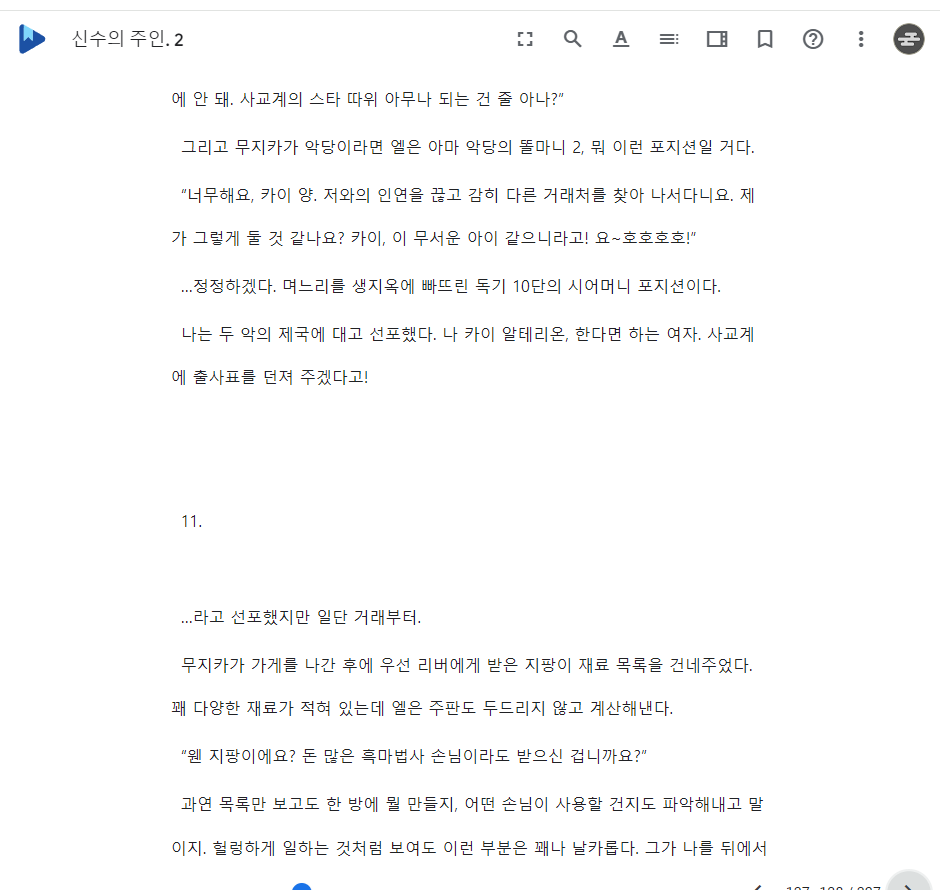 신수의 주인. 2
에 안 돼. 사교계의 스타 따위 아무나 되는 건 줄 아나?”
그리고 무지카가 악당이라면 엘은 아마 악당의 똘마니 2, 뭐 이런 포지션일 거다.
“너무해요, 카이 양. 저와의 인연을 끊고 감히 다른 거래처를 찾아 나서다니요. 제
가 그렇게 둘 것 같나요? 카이, 이 무서운 아이 같으니라고! 요~호호호호!”
…정정하겠다. 며느리를 생지옥에 빠뜨린 독기 10단의 시어머니 포지션이다.
나는 두 악의 제국에 대고 선포했다. 나 카이 알테리온, 한다면 하는 여자. 사교계
에 출사표를 던져 주겠다고!
11.
…라고 선포했지만 일단 거래부터.
무지카가 가게를 나간 후에 우선 리버에게 받은 지팡이 재료 목록을 건네주었다.
꽤 다양한 재료가 적혀 있는데 엘은 주판도 두드리지 않고 계산해낸다.
“웬 지팡이에요? 돈 많은 흑마법사 손님이라도 받으신 겁니까요?”
과연 목록만 보고도 한 방에 뭘 만들지, 어떤 손님이 사용할 건지도 파악해내고 말
이지. 헐렁하게 일하는 것처럼 보여도 이런 부분은 꽤나 날카롭다. 그가 나를 뒤에서